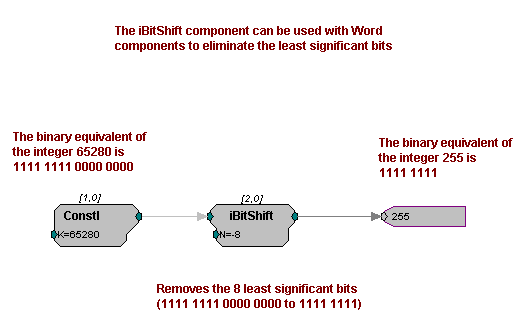 The iBitShift component can be used with Word
components to eliminate the least significant bits
The binary equivalent of
the integer 65280 is
1111 1111 0000 0000
The binary equivalent of
the integer 255 is
1111 1111
[1,0]
ConstI
K=65280
[2,0]
iBitShift
N=-8
255
Removes the 8 least significant bits
(1111 1111 0000 0000 to 1111 1111)